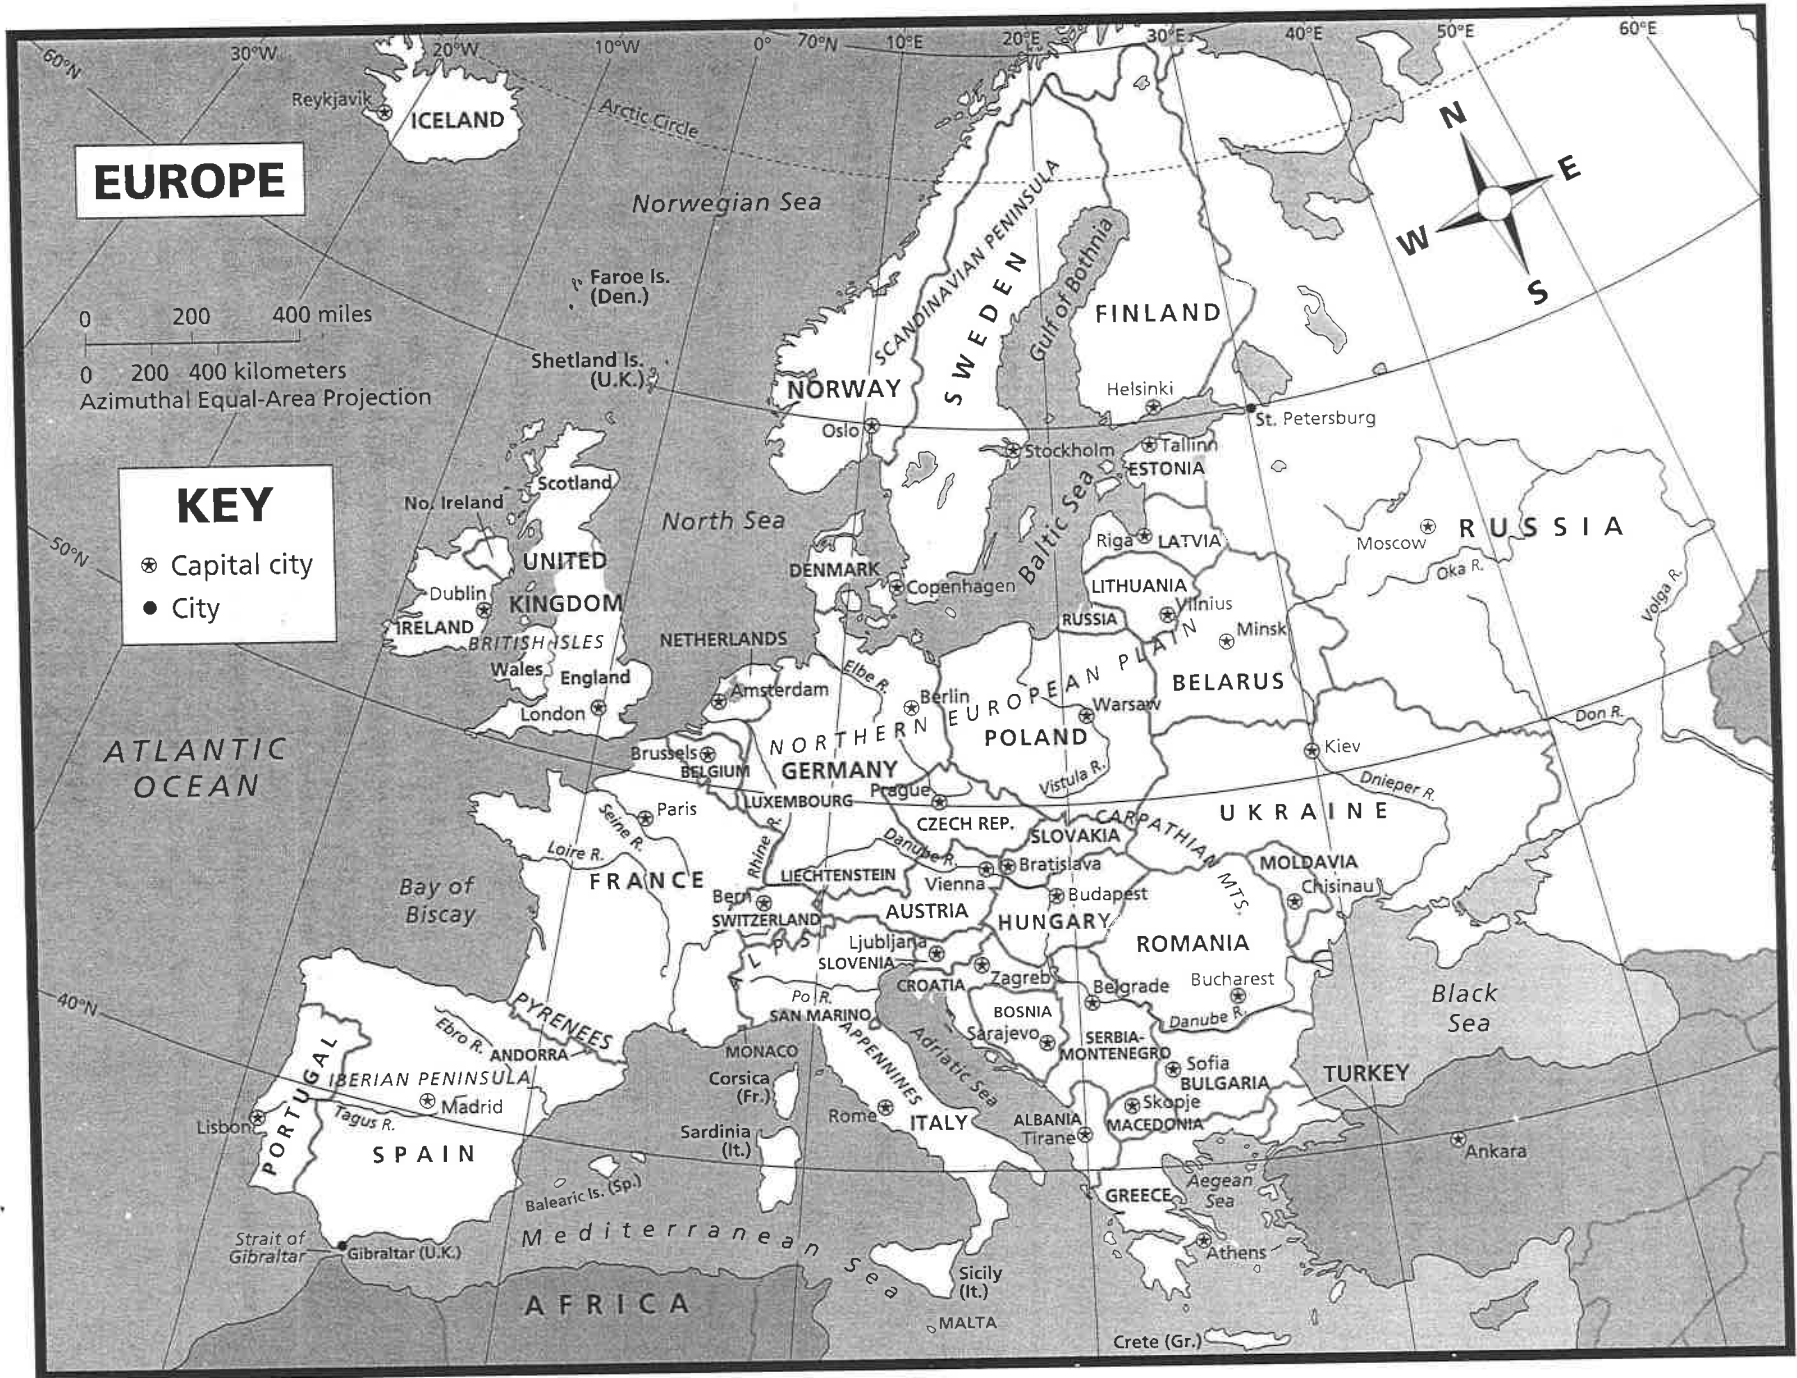 60°N
30°W
20°W
10°W
0°
70°N
10°E
20°E
30°E
40°E
50°E
60°E
Reykjavik
ICELAND
Arctic Circle
EUROPE
N
E
W
S
Norwegian Sea
SCANDINAVIAN PENINSULA
Faroe Is.
(Den.)
Gulf of Bothnia
0 200 400 miles
0 200 400 kilometers
Azimuthal Equal-Area Projection
Shetland Is.
(U.K.)
NORWAY
SWEDEN
FINLAND
Helsinki
Oslo
Stockholm
St. Petersburg
Tallinn
ESTONIA
KEY
Capital city
City
Scotland
No. Ireland
North Sea
Baltic Sea
Riga
LATVIA
Moscow
RUSSIA
50°N
UNITED
KINGDOM
DENMARK
Copenhagen
LITHUANIA
Vilnius
RUSSIA
Minsk
Oka R.
Volga R.
Dublin
IRELAND
BRITISH ISLES
Wales
England
London
NETHERLANDS
Amsterdam
Elbe R.
Berlin
NORTHERN EUROPEAN PLAIN
Warsaw
BELARUS
POLAND
Don R.
ATLANTIC
OCEAN
Brussels
BELGIUM
GERMANY
Vistula R.
Kiev
Dnieper R.
LUXEMBOURG
Prague
Paris
Seine R.
CZECH REP.
SLOVAKIA
CARPATHIAN MTS.
UKRAINE
Loire R.
Rhine R.
Danube R.
Bratislava
MOLDAVIA
Chisinau
FRANCE
LIECHTENSTEIN
Vienna
Budapest
Bay of
Biscay
Bern
SWITZERLAND
AUSTRIA
HUNGARY
ROMANIA
ALPS
Ljubljana
SLOVENIA
Zagreb
CROATIA
Belgrade
Bucharest
Black
Sea
40°N
Po R.
SAN MARINO
BOSNIA
Sarajevo
Danube R.
PYRENEES
Ebro R.
ANDORRA
MONACO
APPENNINES
Adriatic Sea
SERBIA-
MONTENEGRO
Sofia
BULGARIA
TURKEY
IBERIAN PENINSULA
Corsica
(Fr.)
PORTUGAL
Madrid
Lisbon
Tagus R.
Rome
ITALY
ALBANIA
Tirane
Skopje
MACEDONIA
Ankara
SPAIN
Sardinia
(It.)
Balearic Is. (Sp.)
GREECE
Aegean
Sea
Athens
Strait of
Gibraltar
Gibraltar (U.K.)
Mediterranean Sea
Sicily
(It.)
AFRICA
MALTA
Crete (Gr.)